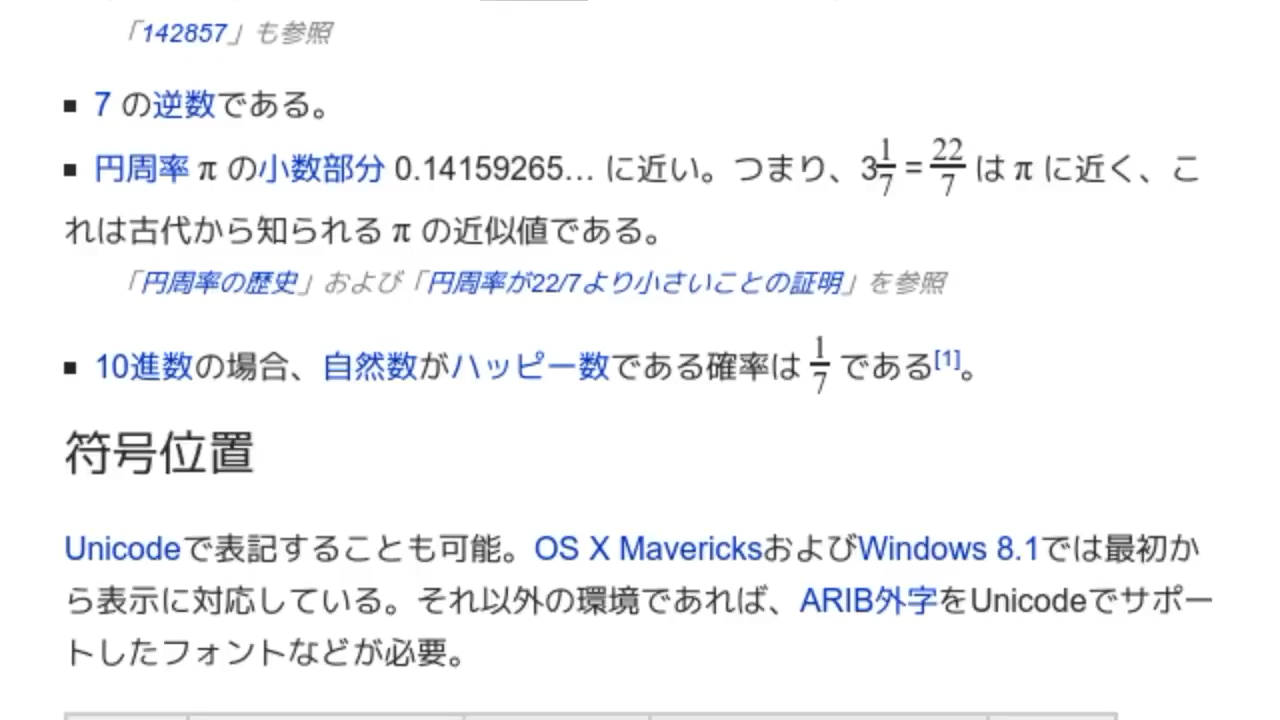 「142857」も参照
▪ 7 の逆数である。
▪ 円周率 π の小数部分 0.14159265… に近い。つまり、3 1/7 = 22/7 は π に近く、こ
れは古代から知られる π の近似値である。
「円周率の歴史」および「円周率が22/7より小さいことの証明」を参照
▪ 10進数の場合、自然数がハッピー数である確率は 1/7 である[1]。
符号位置
Unicodeで表記することも可能。OS X MavericksおよびWindows 8.1では最初か
ら表示に対応している。それ以外の環境であれば、ARIB外字をUnicodeでサポー
トしたフォントなどが必要。